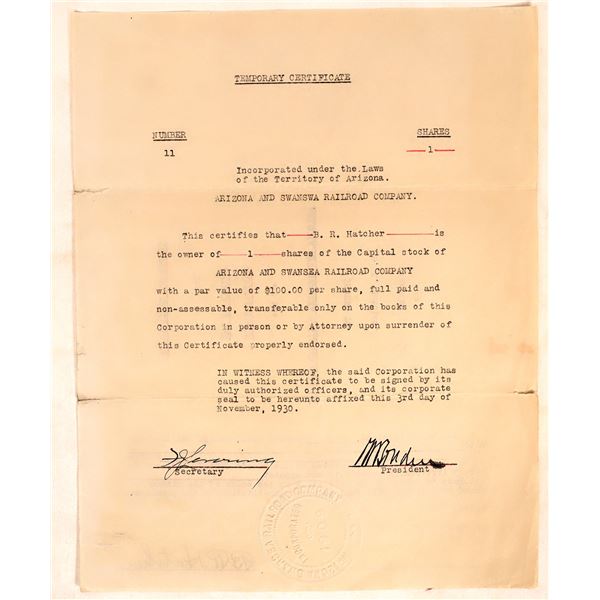 TEMPORARY CERTIFICATE
NUMBER
SHARES
11
1
Incorporated under the Laws
of the Territory of Arizona.
ARIZONA AND SWANSWA RAILROAD COMPANY.
This certifies that B. R. Hatcher is
the owner of 1 shares of the Capital stock of
ARIZONA AND SWANSEA RAILROAD COMPANY
with a par value of $100.00 per share, full paid and
non-assessable, transferable only on the books of this
Corporation in person or by Attorney upon surrender of
this Certificate properly endorsed.
IN WITNESS WHEREOF, the said Corporation has
caused this certificate to be signed by its
duly authorized officers, and its corporate
seal to be hereunto affixed this 3rd day of
November, 1930.
Secretary
President
RAILROAD COMPANY